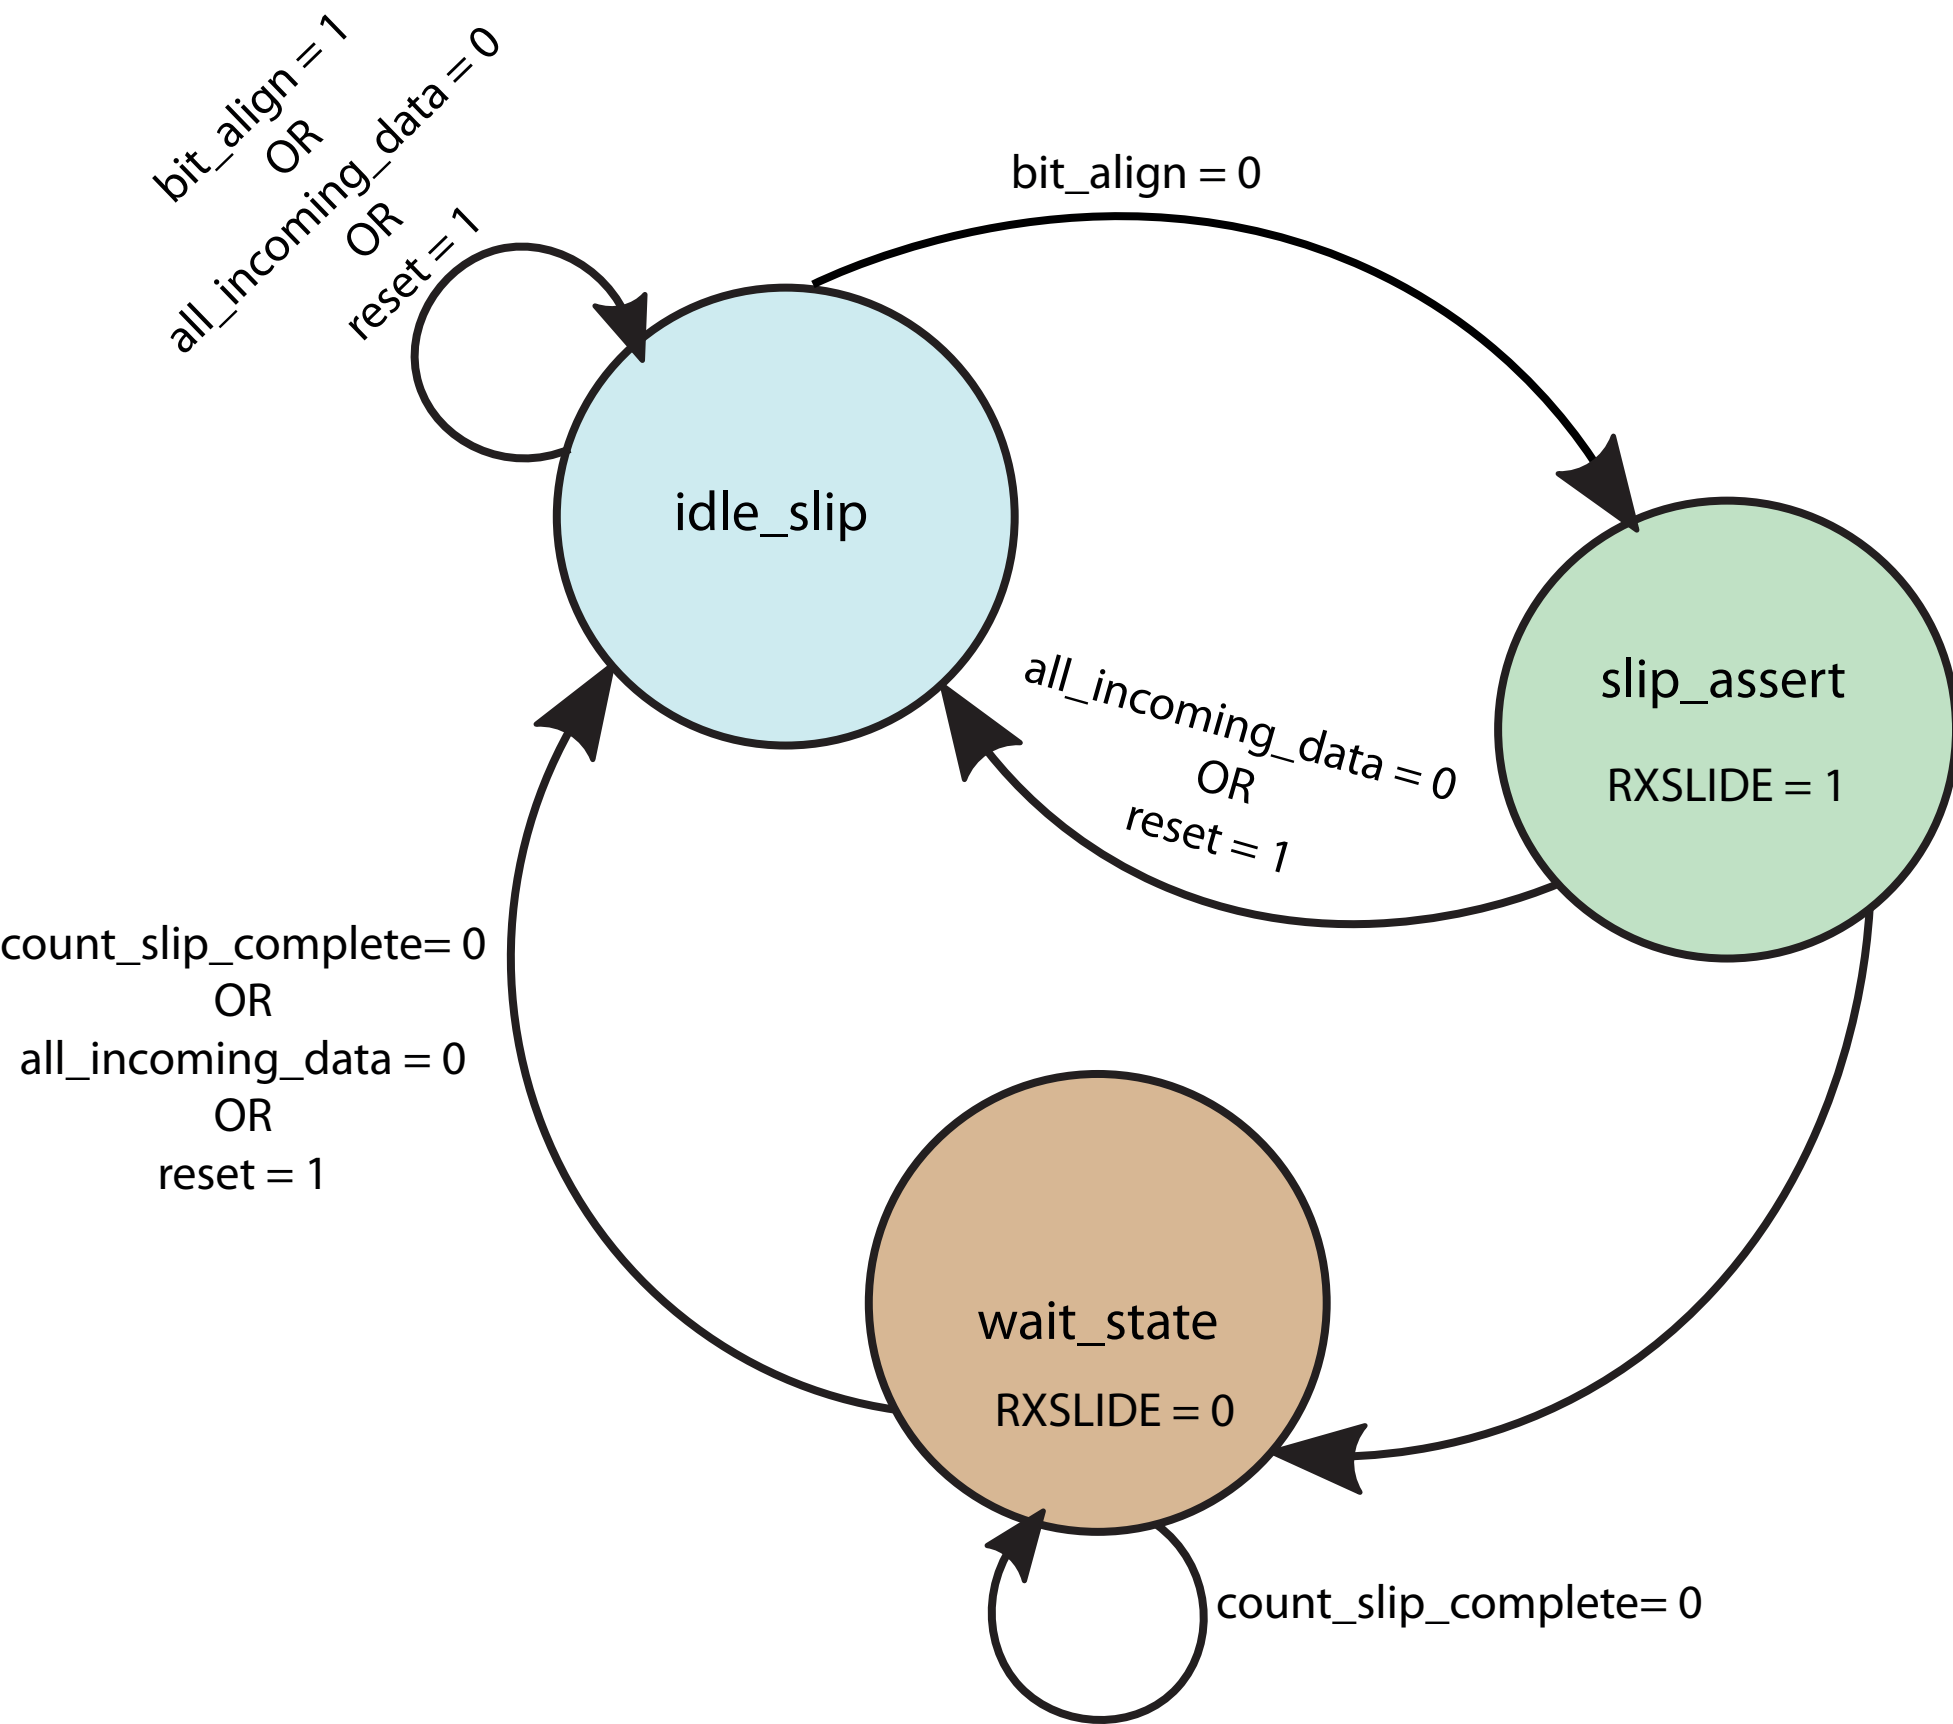 bit_align = 1
OR
all_incoming_data = 0
OR
reset = 1
bit_align = 0
idle_slip
slip_assert
RXSLIDE = 1
all_incoming_data = 0
OR
reset = 1
count_slip_complete= 0
OR
all_incoming_data = 0
OR
reset = 1
wait_state
RXSLIDE = 0
count_slip_complete= 0